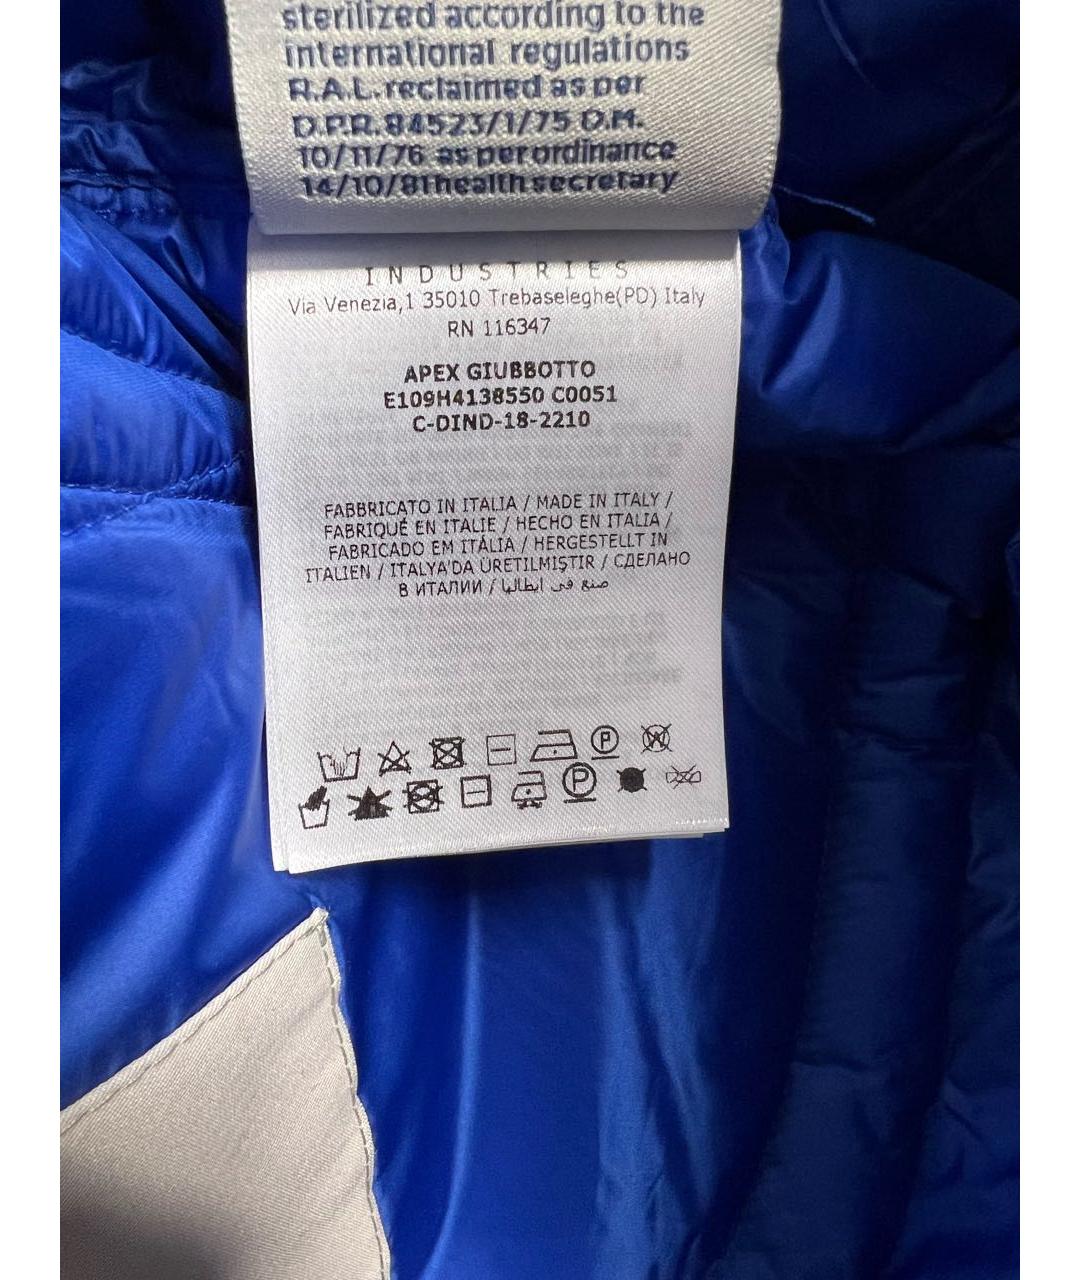 sterilized according to the
international regulations
R.A.L. reclaimed as per
D.P.R. 84523/1/75 D.M.
10/11/76 as per ordinance
14/10/81 health secretary
INDUSTRIES
Via Venezia,1 35010 Trebaseleghe(PD) Italy
RN 116347
APEX GIUBBOTTO
E109H4138550 C0051
C-DIND-18-2210
FABBRICATO IN ITALIA / MADE IN ITALY /
FABRIQUÉ EN ITALIE / HECHO EN ITALIA /
FABRICADO EM ITÁLIA / HERGESTELLT IN
ITALIEN / ITALYA'DA ÜRETILMIŞTIR / СДЕЛАНО
В ИТАЛИИ / صنع في ايطاليا
P W
P